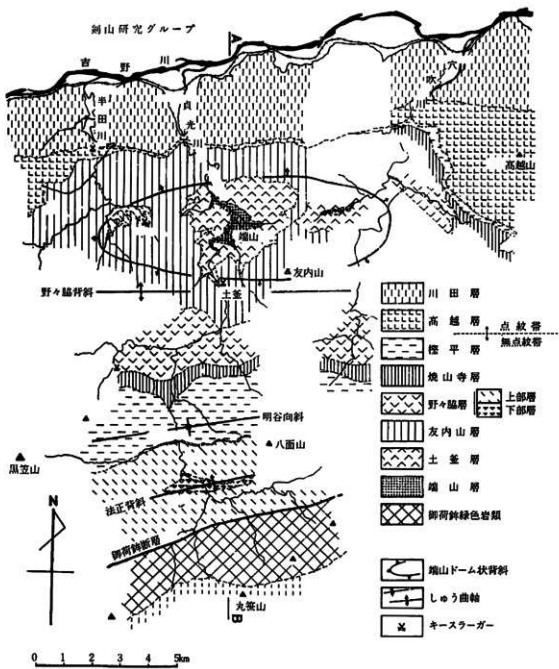 剣山研究グループ
A
吉野川
穴吹川
半田川
貞光川
高越山
端山
友内山
野々脇背斜
土釜
川田層
高越層
点紋帯
無点紋帯
樫平層
焼山寺層
野々脇層
上部層
下部層
友内山層
土釜層
端山層
御荷鉾緑色岩類
明谷向斜
八面山
黒笠山
法正背斜
御荷鉾断層
N
丸笹山
B
端山ドーム状背斜
しゅう曲軸
キースラーガー
0 1 2 3 4 5km